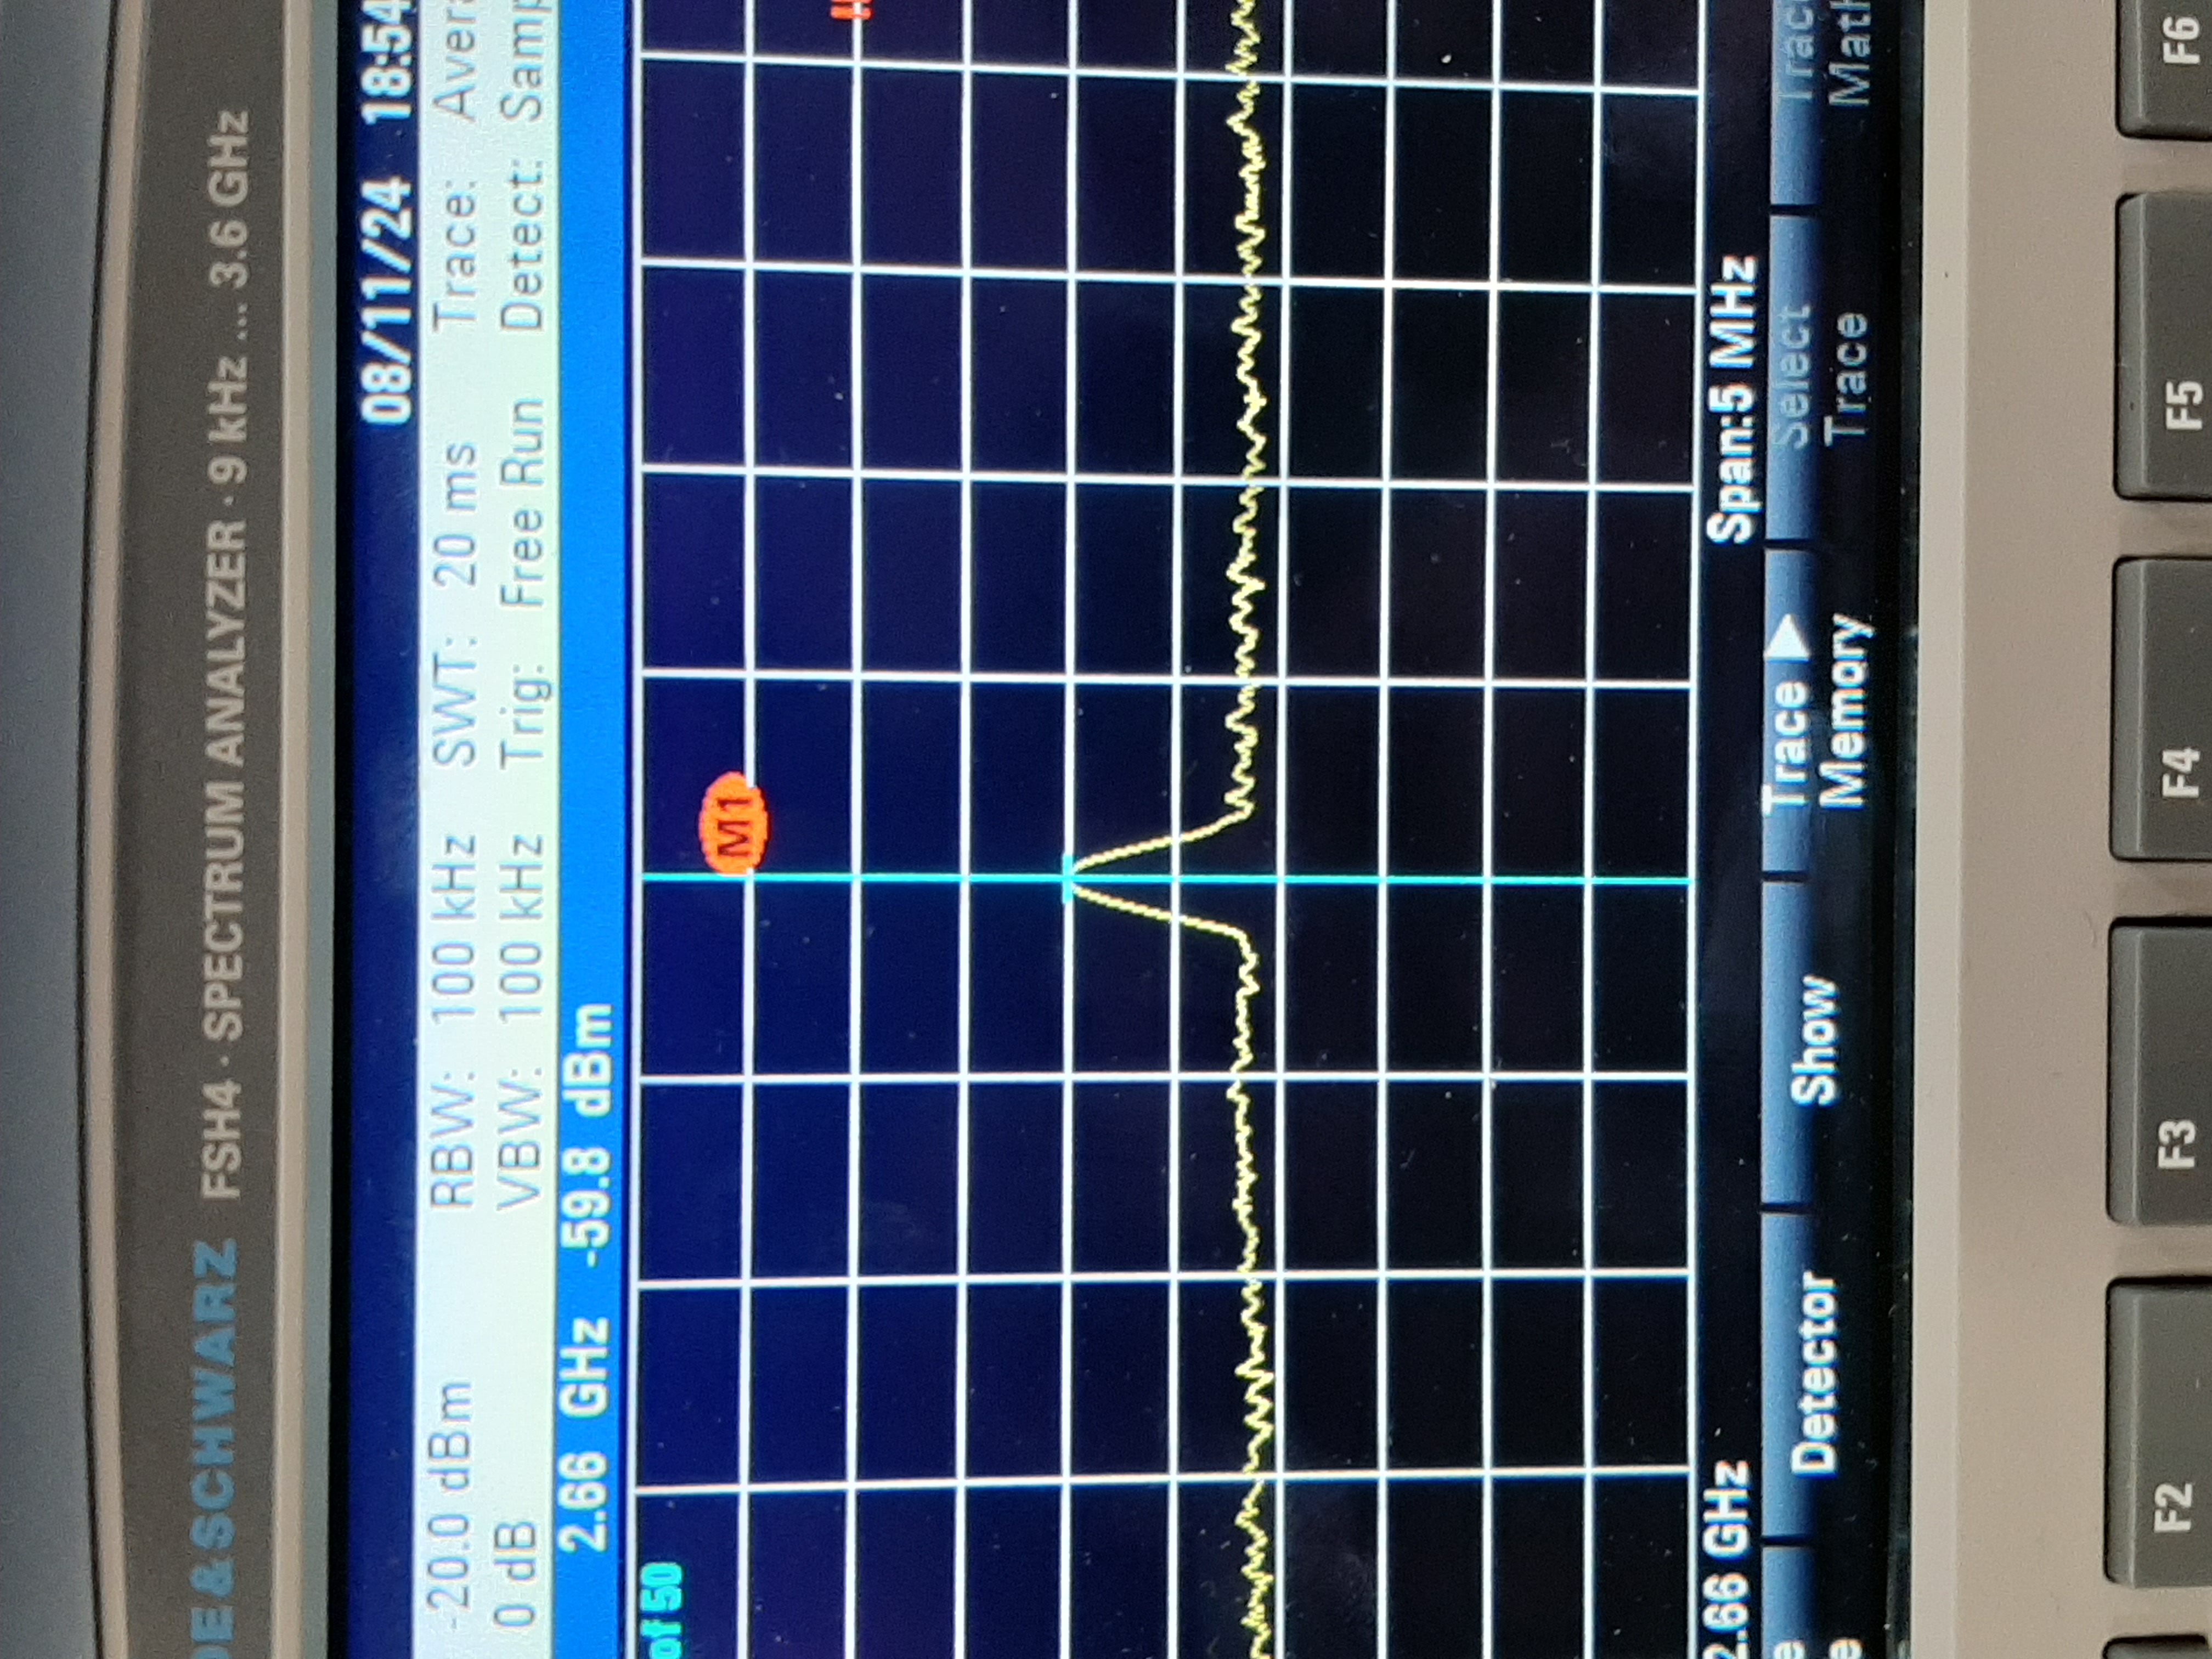 DE&SCHWARZ FSH4 · SPECTRUM ANALYZER · 9 kHz ... 3.6 GHz
08/11/24 18:54
-20.0 dBm RBW: 100 kHz SWT: 20 ms Trace: Avera
0 dB VBW: 100 kHz Trig: Free Run Detect: Samp
2.66 GHz -59.8 dBm
of 50
M1
2.66 GHz Span:5 MHz
Detector Show Trace Memory Select Trace Trac Math
F2 F3 F4 F5 F6